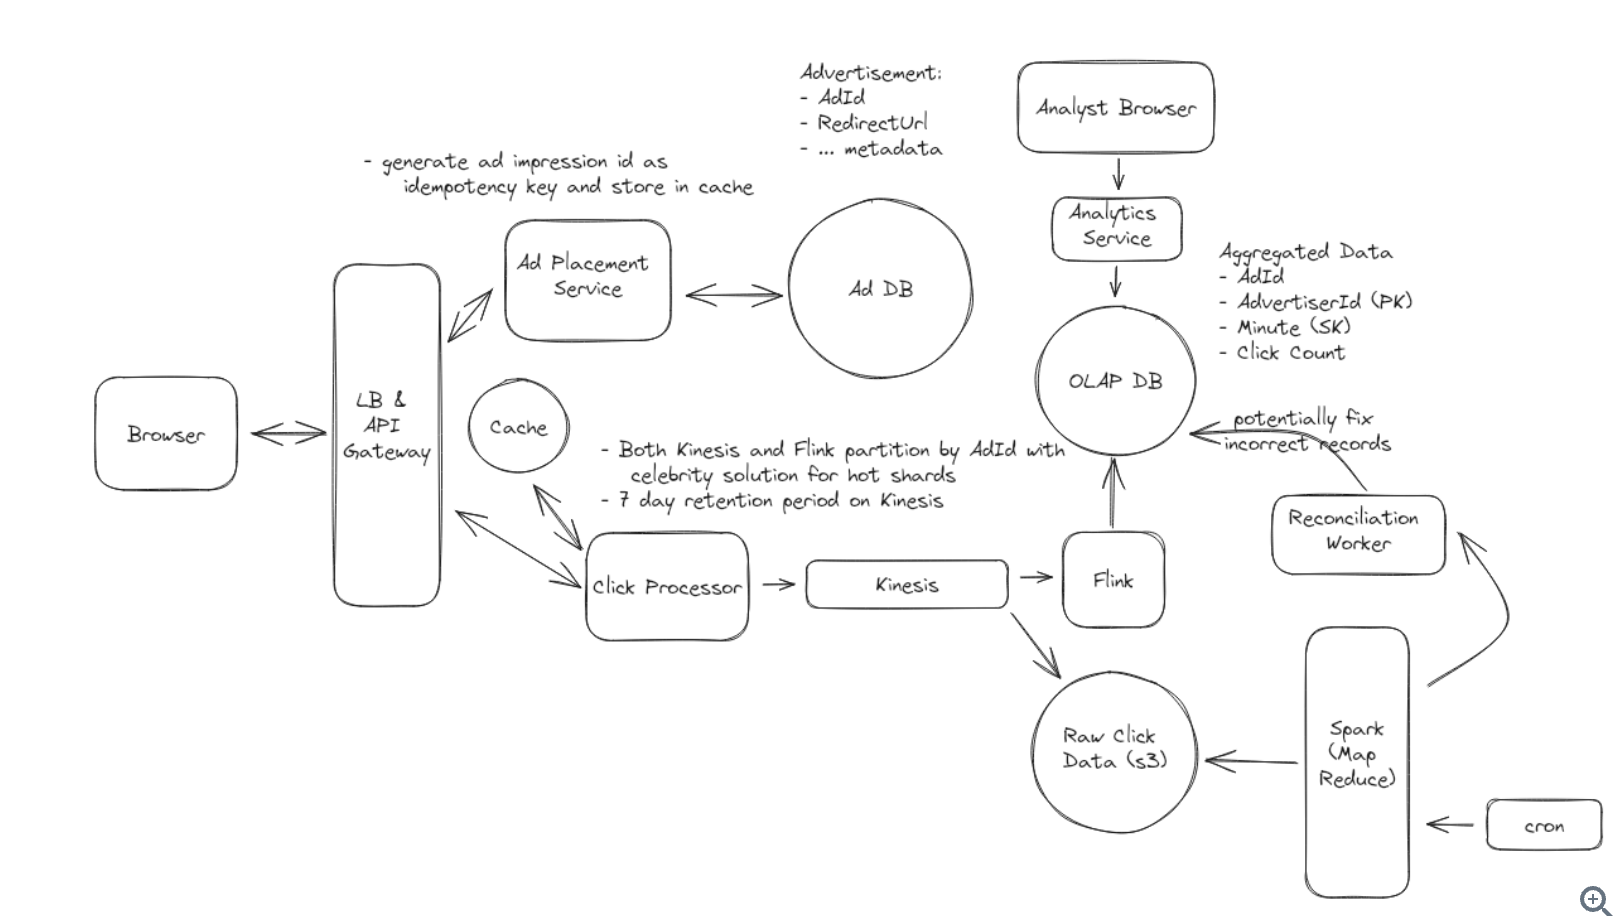 Advertisement:
- AdId
- RedirectUrl
- ... metadata
Analyst Browser
- generate ad impression id as
idempotency key and store in cache
Analytics
Service
Ad Placement
Service
Ad DB
Aggregated Data
- AdId
- AdvertiserId (PK)
- Minute (SK)
- Click Count
OLAP DB
LB &
API
Gateway
Browser
Cache
potentially fix
incorrect records
- Both Kinesis and Flink partition by AdId with
celebrity solution for hot shards
- 7 day retention period on Kinesis
Reconciliation
Worker
Click Processor
Kinesis
Flink
Raw Click
Data (s3)
Spark
(Map
Reduce)
cron